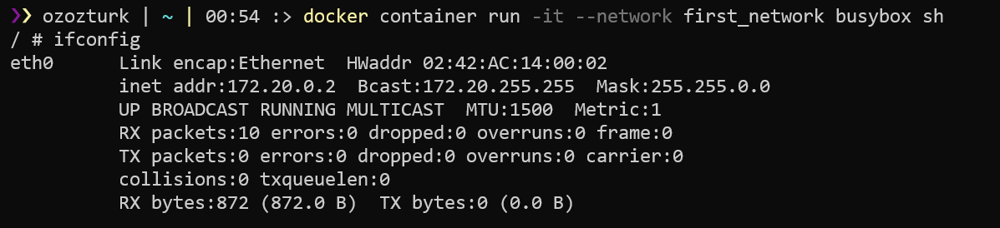 ❯❯ ozozturk | ~ | 00:54 :> docker container run -it --network first_network busybox sh
/ # ifconfig
eth0      Link encap:Ethernet  HWaddr 02:42:AC:14:00:02
          inet addr:172.20.0.2  Bcast:172.20.255.255  Mask:255.255.0.0
          UP BROADCAST RUNNING MULTICAST  MTU:1500  Metric:1
          RX packets:10 errors:0 dropped:0 overruns:0 frame:0
          TX packets:0 errors:0 dropped:0 overruns:0 carrier:0
          collisions:0 txqueuelen:0
          RX bytes:872 (872.0 B)  TX bytes:0 (0.0 B)